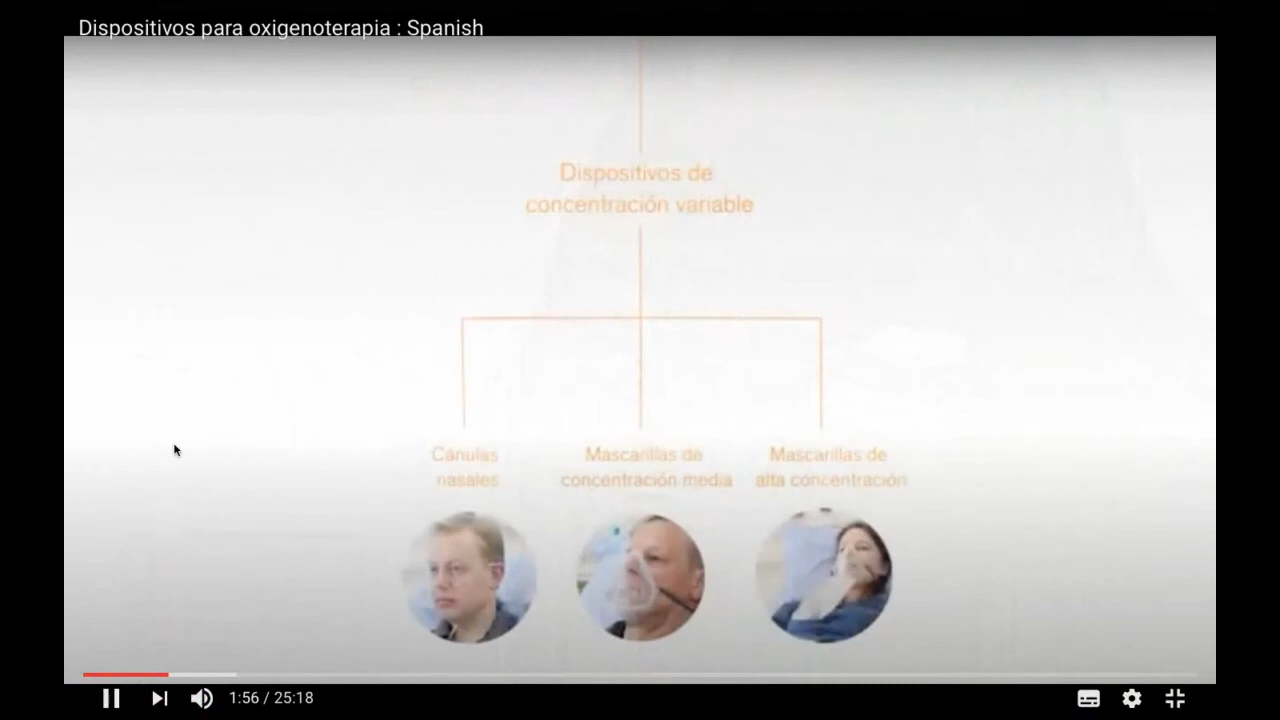 Dispositivos para oxigenoterapia : Spanish
Dispositivos de
concentración variable
Cánulas
nasales
Mascarillas de
concentración media
Mascarillas de
alta concentración
1:56 / 25:18